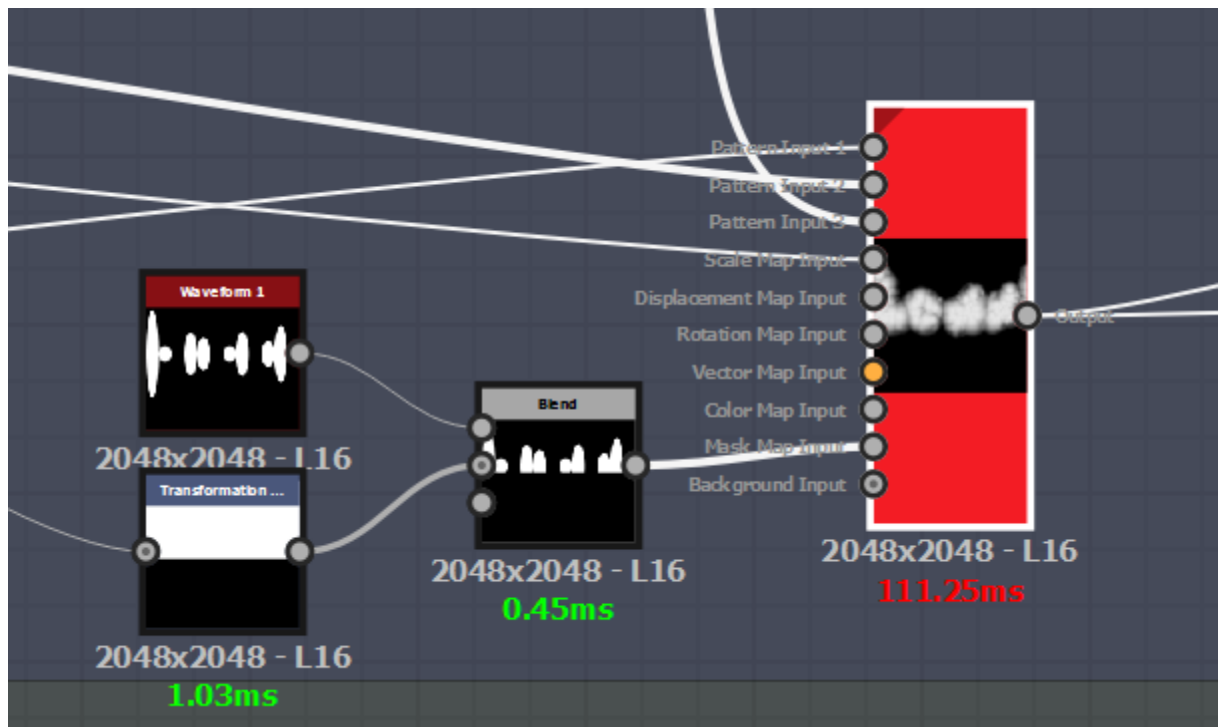 Pattern Input 1
Pattern Input 2
Pattern Input 3
Scale Map Input
Displacement Map Input
Rotation Map Input
Vector Map Input
Color Map Input
Mask Map Input
Background Input
Output
2048x2048 - L16
111.25ms
Waveform 1
2048x2048 - L16
Transformation ...
2048x2048 - L16
1.03ms
Blend
2048x2048 - L16
0.45ms